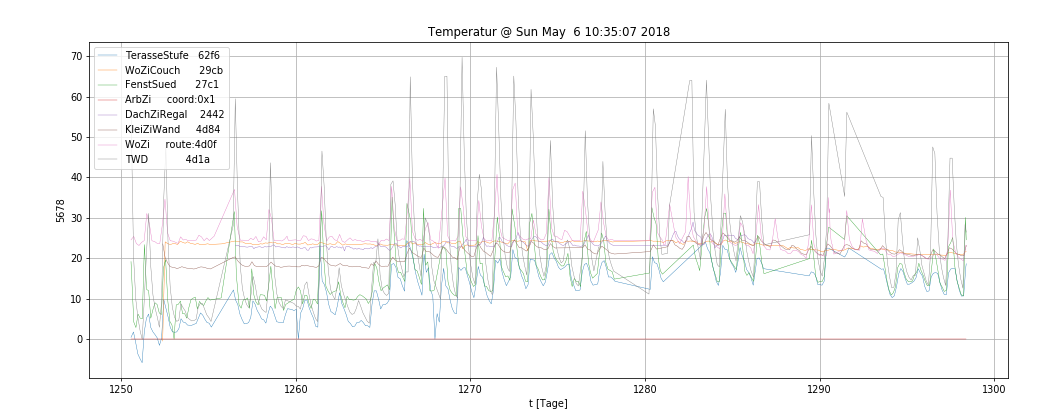 Temperatur @ Sun May  6 10:35:07 2018
70
60
50
40
30
20
10
0
5678
TerasseStufe 62f6
WoZiCouch 29cb
FenstSued 27c1
ArbZi coord:0x1
DachZiRegal 2442
KleiZiWand 4d84
WoZi route:4d0f
TWD 4d1a
1250 1260 1270 1280 1290 1300
t [Tage]